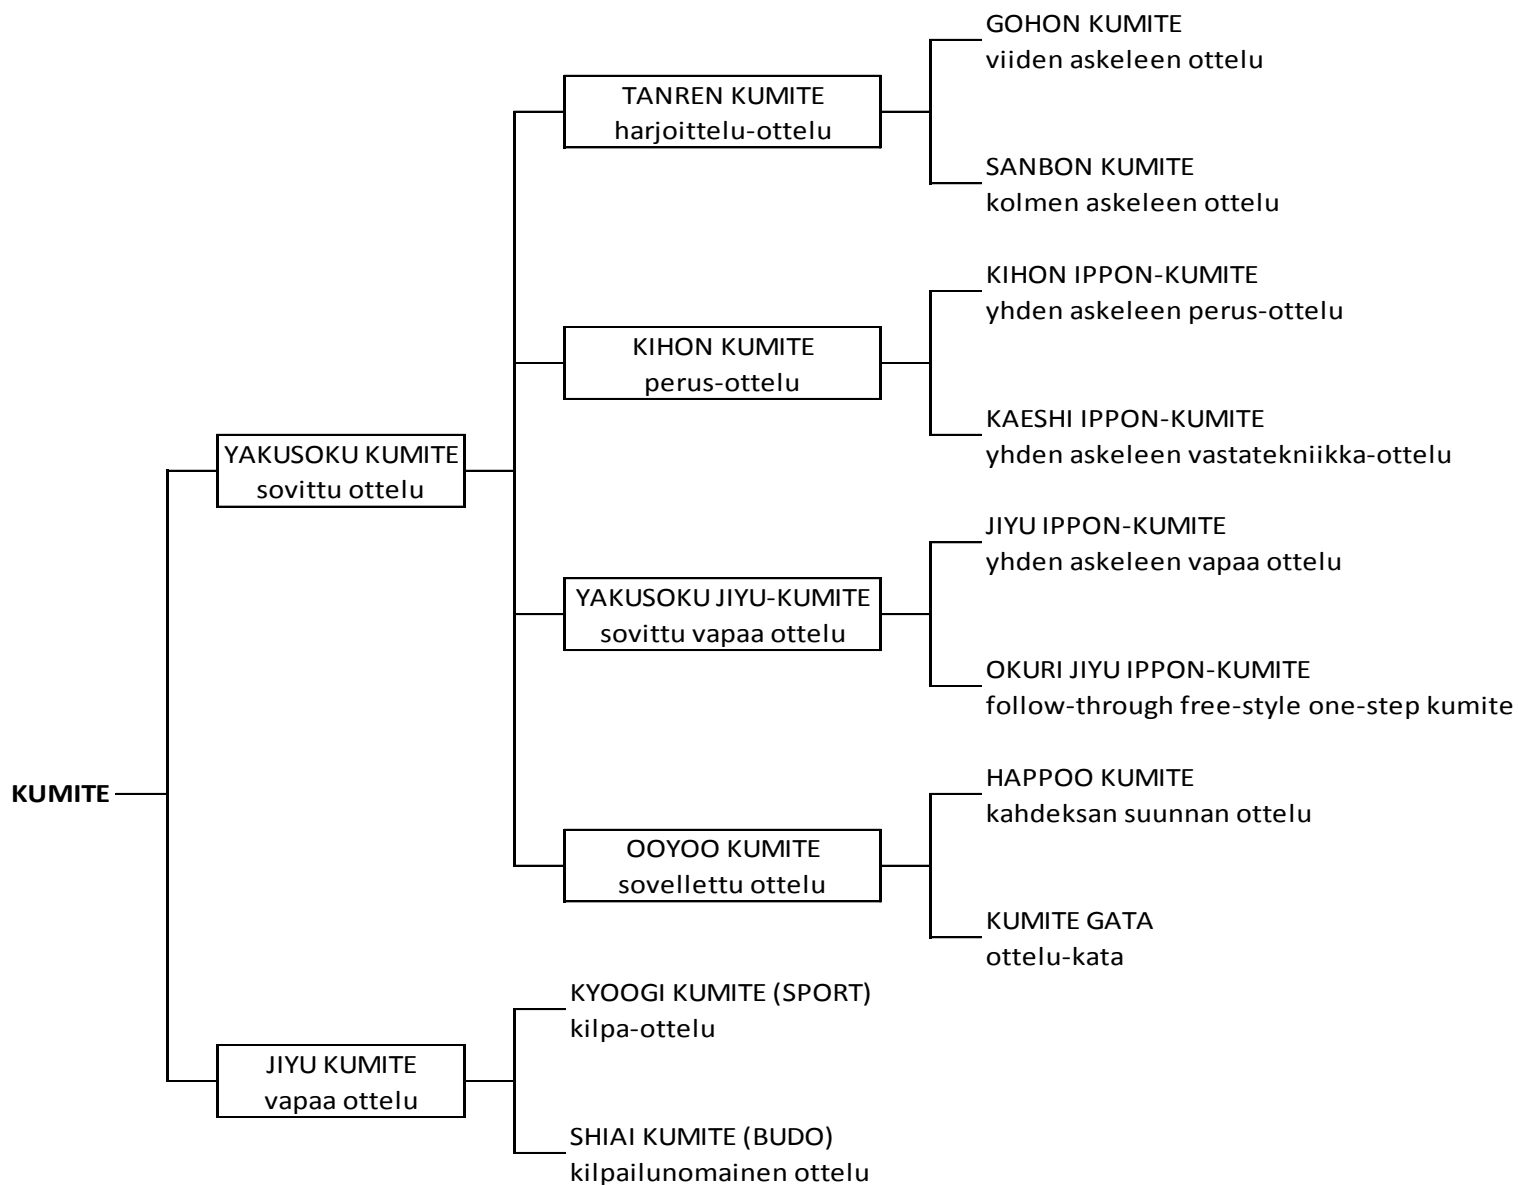 GOHON KUMITE
viiden askeleen ottelu
TANREN KUMITE
harjoittelu-ottelu
SANBON KUMITE
kolmen askeleen ottelu
KIHON IPPON-KUMITE
yhden askeleen perus-ottelu
KIHON KUMITE
perus-ottelu
KAESHI IPPON-KUMITE
yhden askeleen vastatekniikka-ottelu
YAKUSOKU KUMITE
sovittu ottelu
JIYU IPPON-KUMITE
yhden askeleen vapaa ottelu
YAKUSOKU JIYU-KUMITE
sovittu vapaa ottelu
OKURI JIYU IPPON-KUMITE
follow-through free-style one-step kumite
HAPPOO KUMITE
kahdeksan suunnan ottelu
KUMITE
OOYOO KUMITE
sovellettu ottelu
KUMITE GATA
ottelu-kata
KYOOGI KUMITE (SPORT)
kilpa-ottelu
JIYU KUMITE
vapaa ottelu
SHIAI KUMITE (BUDO)
kilpailunomainen ottelu